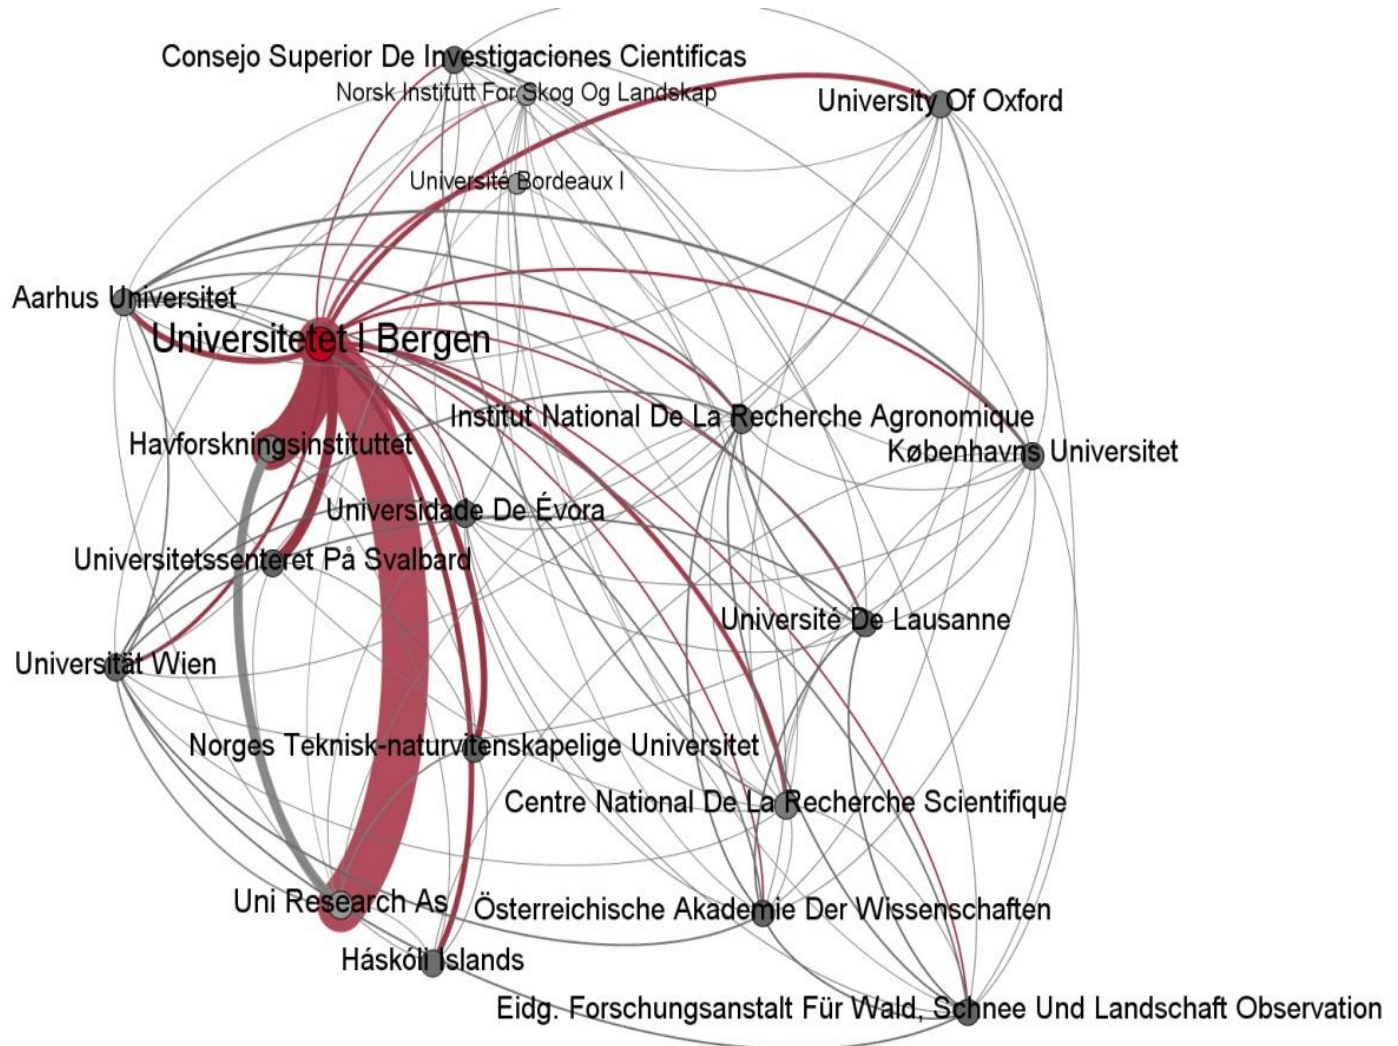 Consejo Superior De Investigaciones Cientificas
Norsk Institutt For Skog Og Landskap
University Of Oxford
Université Bordeaux I
Aarhus Universitet
Universitetet I Bergen
Institut National De La Recherche Agronomique
Havforskningsinstituttet
Københavns Universitet
Universidade De Évora
Universitetssenteret På Svalbard
Université De Lausanne
Universität Wien
Norges Teknisk-naturvitenskapelige Universitet
Centre National De La Recherche Scientifique
Uni Research As
Österreichische Akademie Der Wissenschaften
Háskóli Islands
Eidg. Forschungsanstalt Für Wald, Schnee Und Landschaft Observation